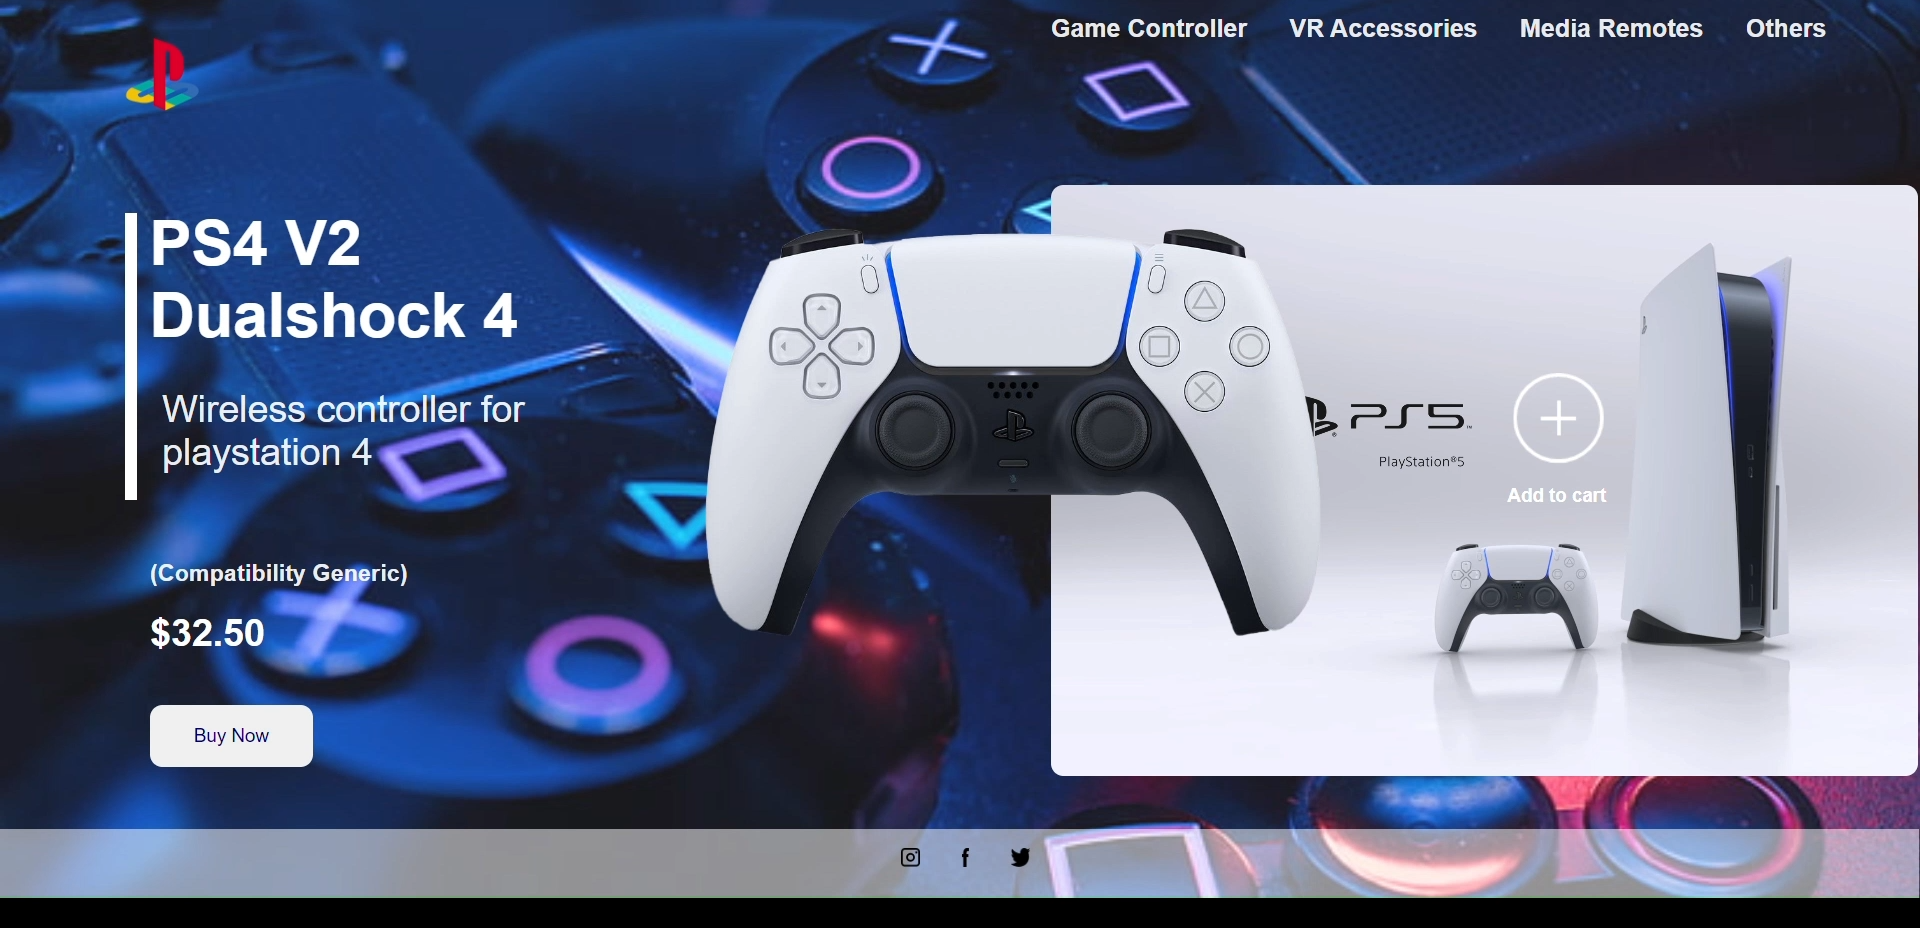 Game Controller VR Accessories Media Remotes Others
PS4 V2
Dualshock 4
Wireless controller for
playstation 4
(Compatibility Generic)
$32.50
Buy Now
PS5™
PlayStation®5
Add to cart